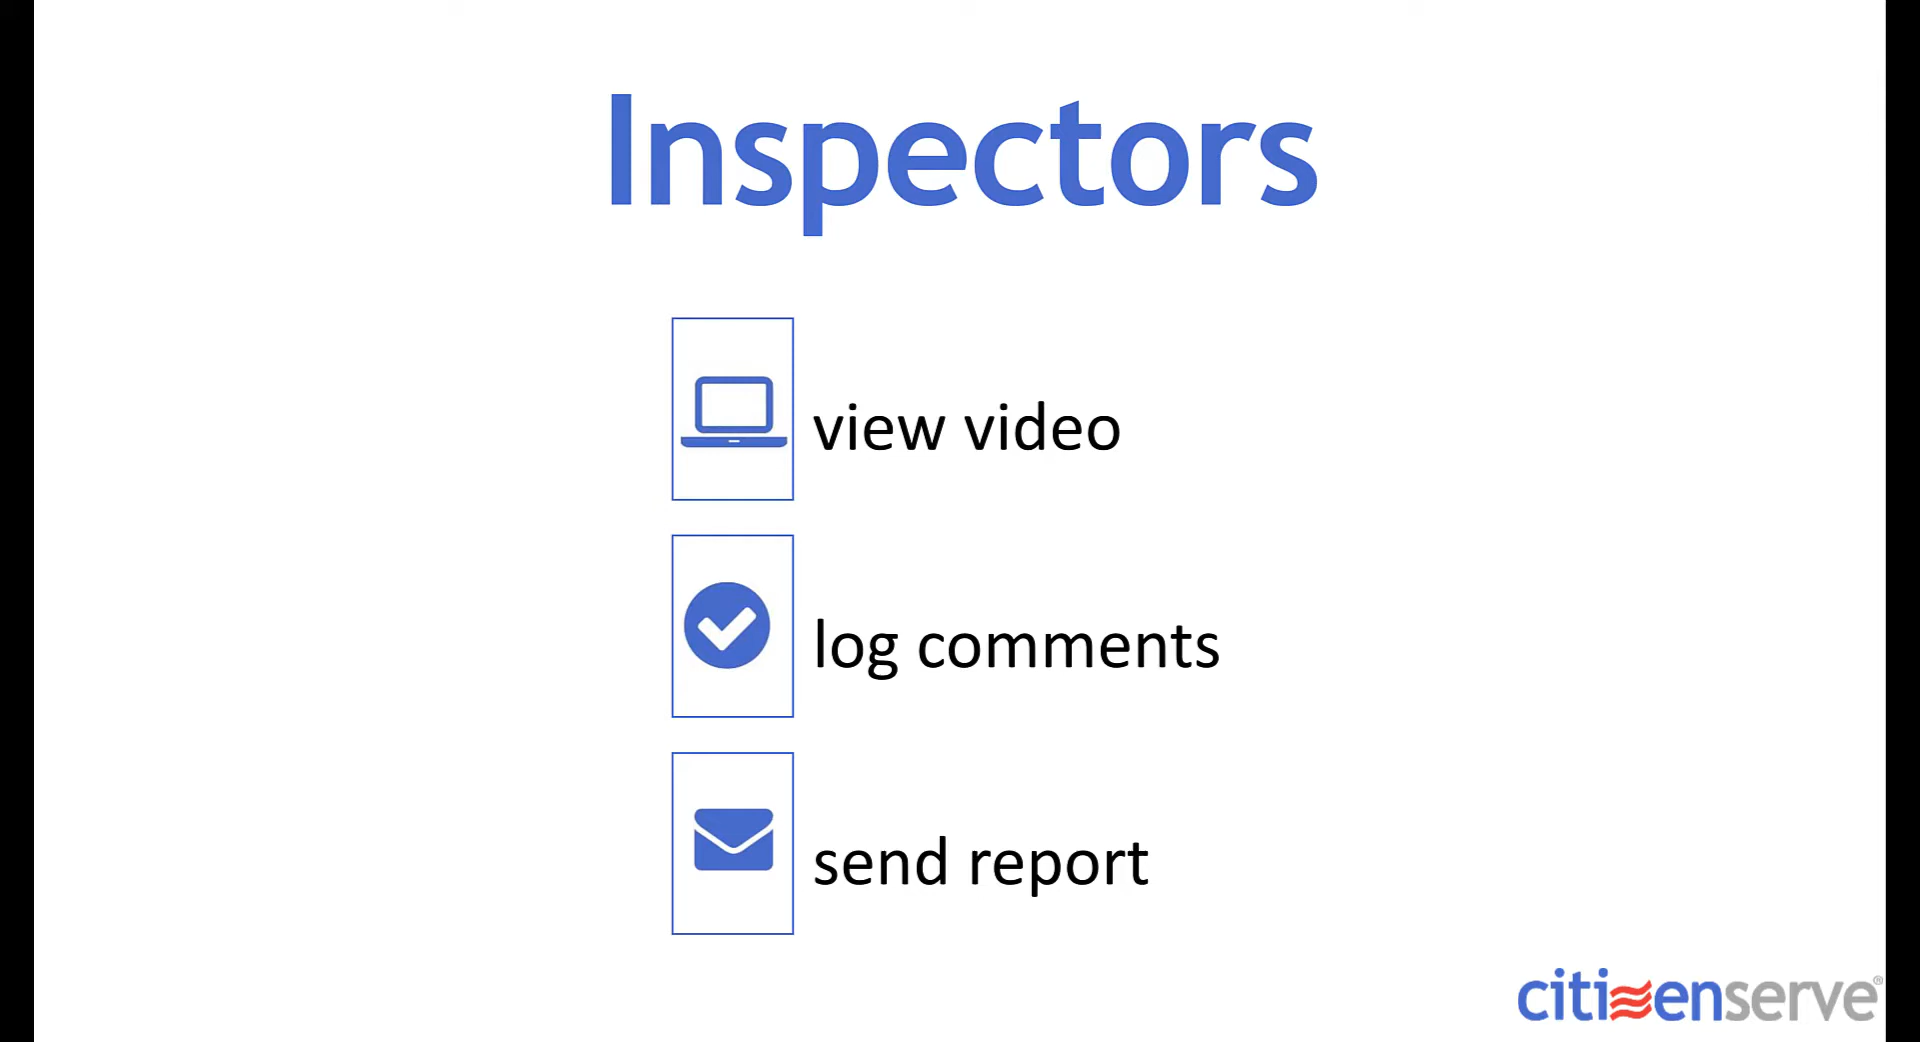 Inspectors
view video
log comments
send report
citizenserve®